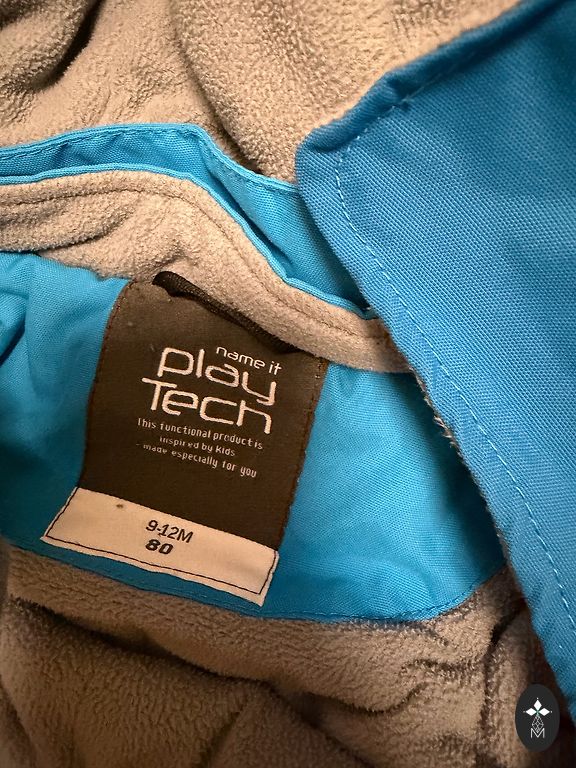 name it
play
Tech
This functional product is
inspired by kids
- made especially for you
9-12M
80
M